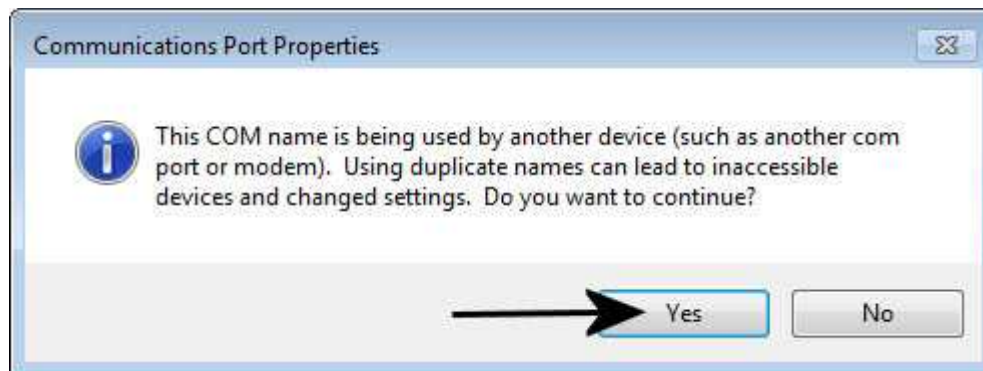 Communications Port Properties
This COM name is being used by another device (such as another com
port or modem).  Using duplicate names can lead to inaccessible
devices and changed settings.  Do you want to continue?
Yes
No